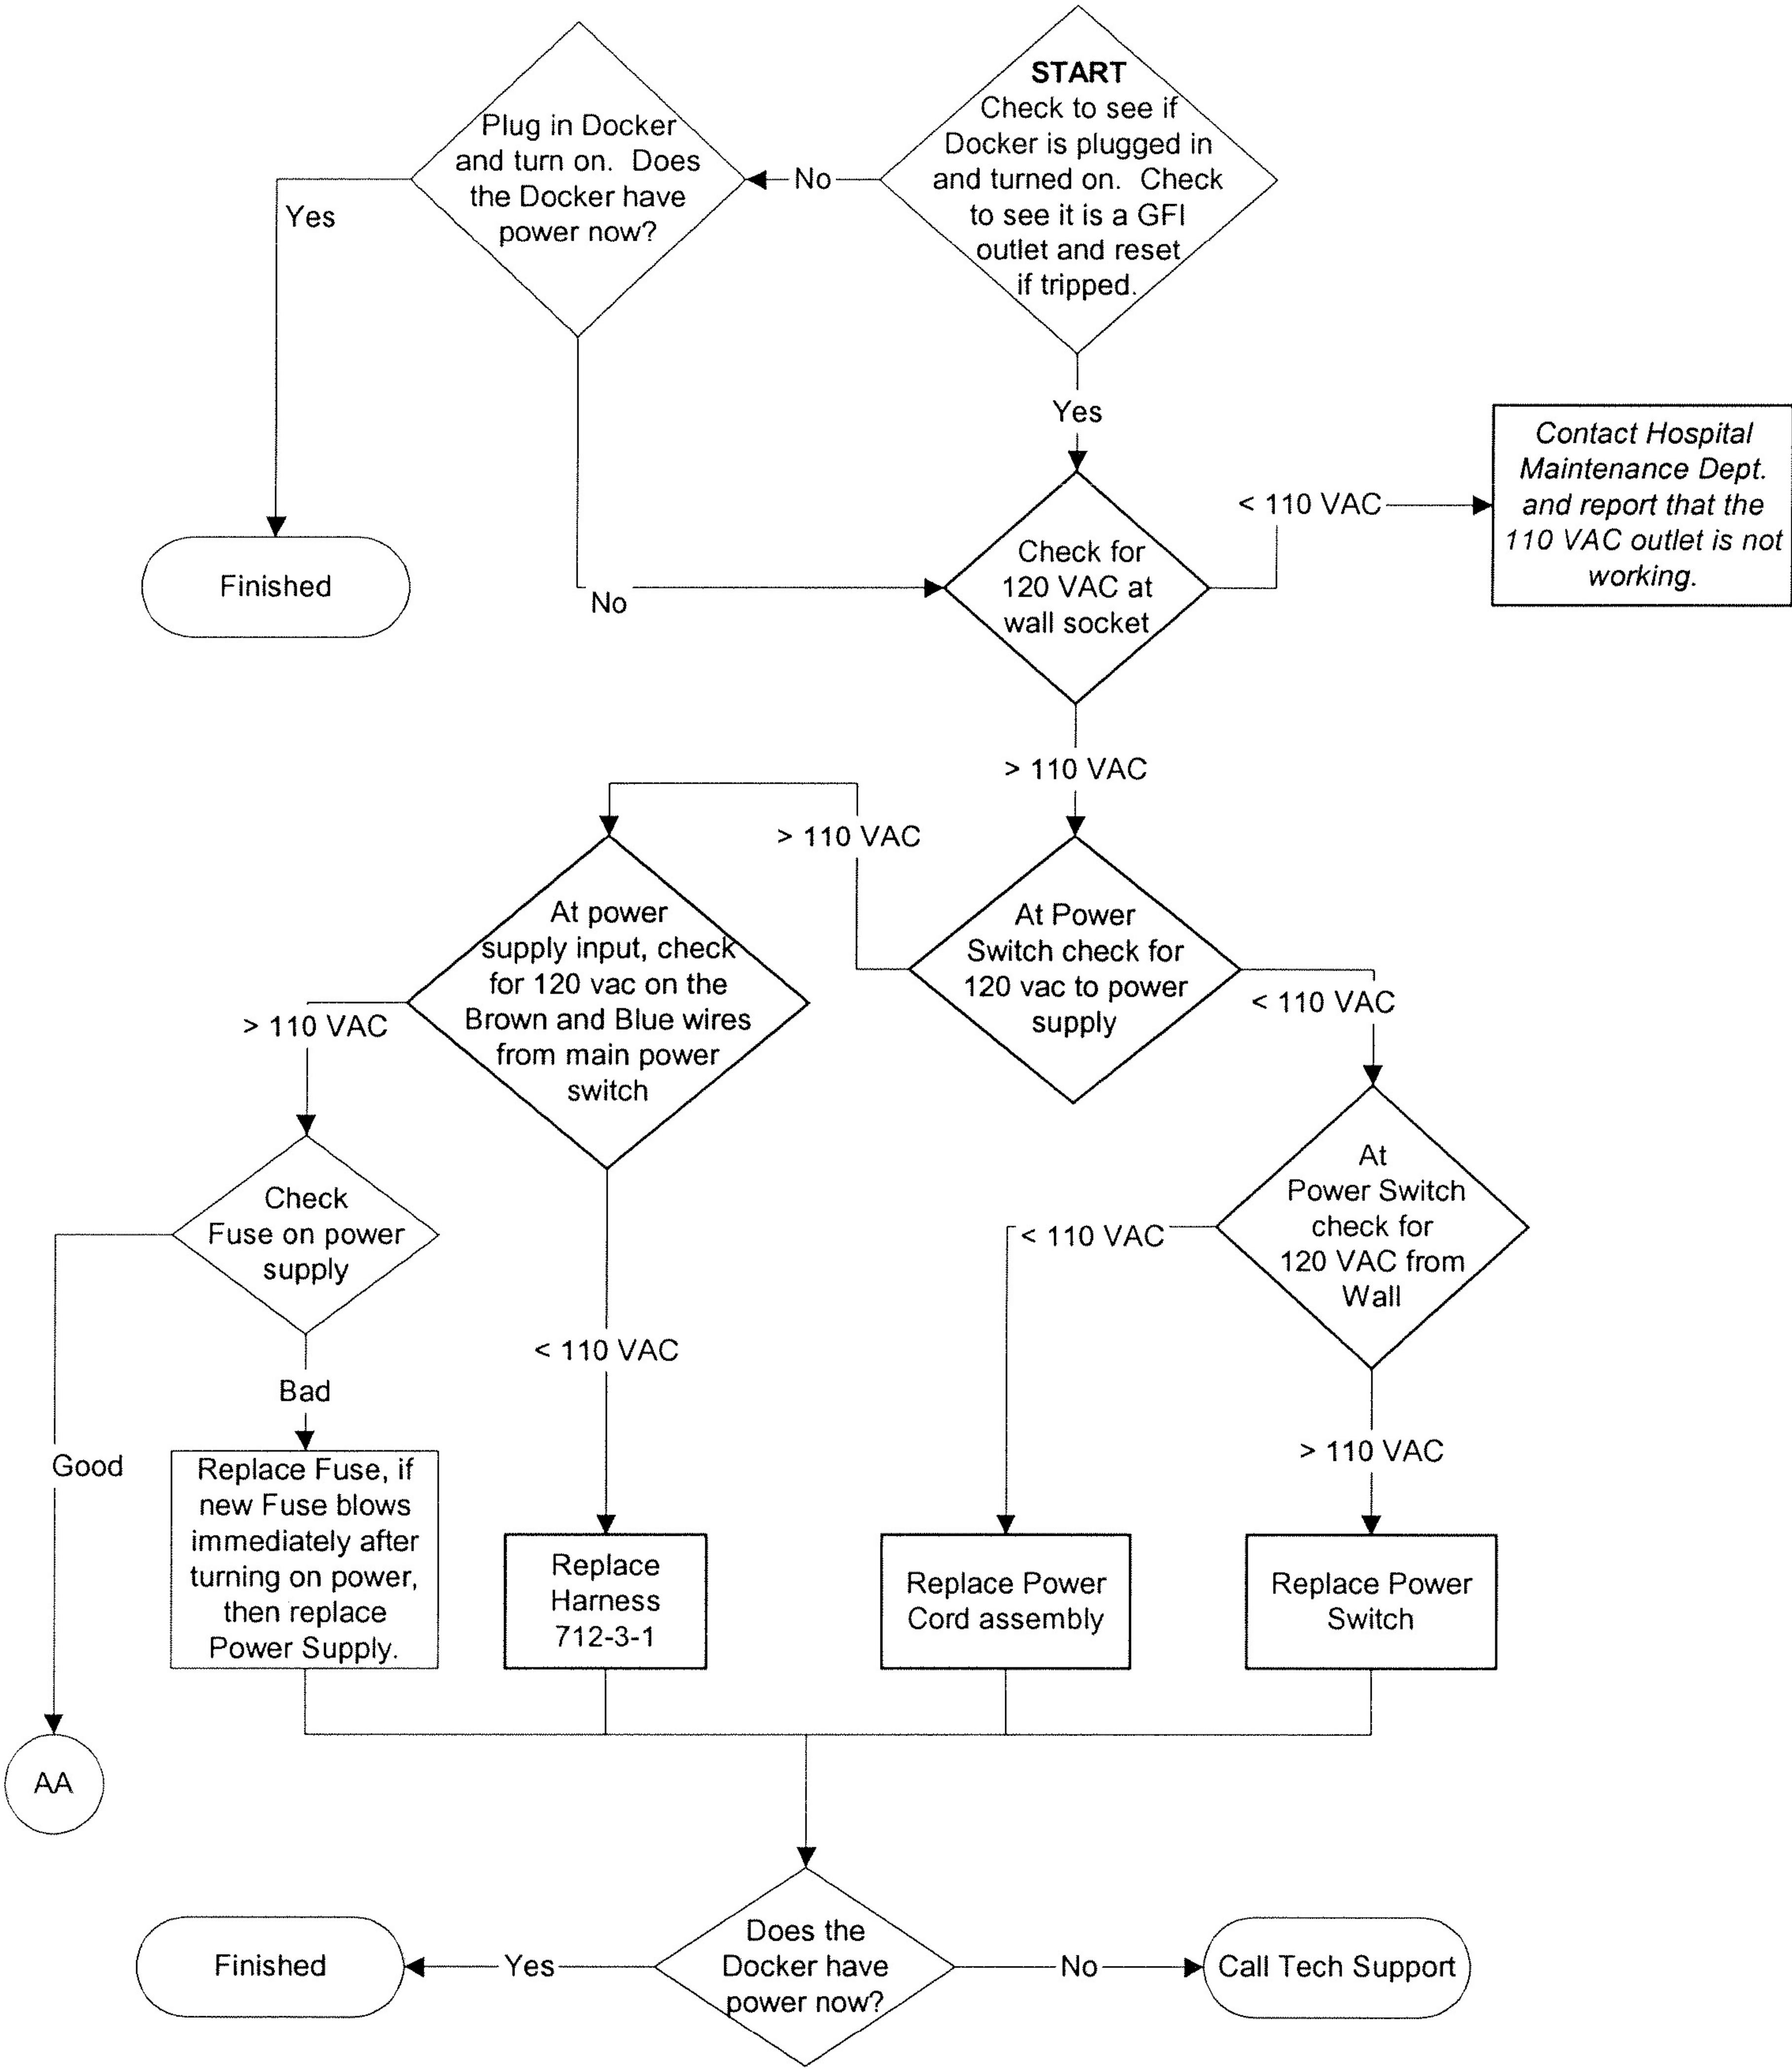 START
Check to see if
Docker is plugged in
and turned on.  Check
to see it is a GFI
outlet and reset
if tripped.
No
Plug in Docker
and turn on.  Does
the Docker have
power now?
Yes
Finished
No
Yes
Check for
120 VAC at
wall socket
< 110 VAC
Contact Hospital
Maintenance Dept.
and report that the
110 VAC outlet is not
working.
> 110 VAC
At Power
Switch check for
120 vac to power
supply
> 110 VAC
At power
supply input, check
for 120 vac on the
Brown and Blue wires
from main power
switch
< 110 VAC
At
Power Switch
check for
120 VAC from
Wall
> 110 VAC
Check
Fuse on power
supply
Good
AA
Bad
Replace Fuse, if
new Fuse blows
immediately after
turning on power,
then replace
Power Supply.
< 110 VAC
Replace
Harness
712-3-1
< 110 VAC
Replace Power
Cord assembly
> 110 VAC
Replace Power
Switch
Does the
Docker have
power now?
Yes
Finished
No
Call Tech Support